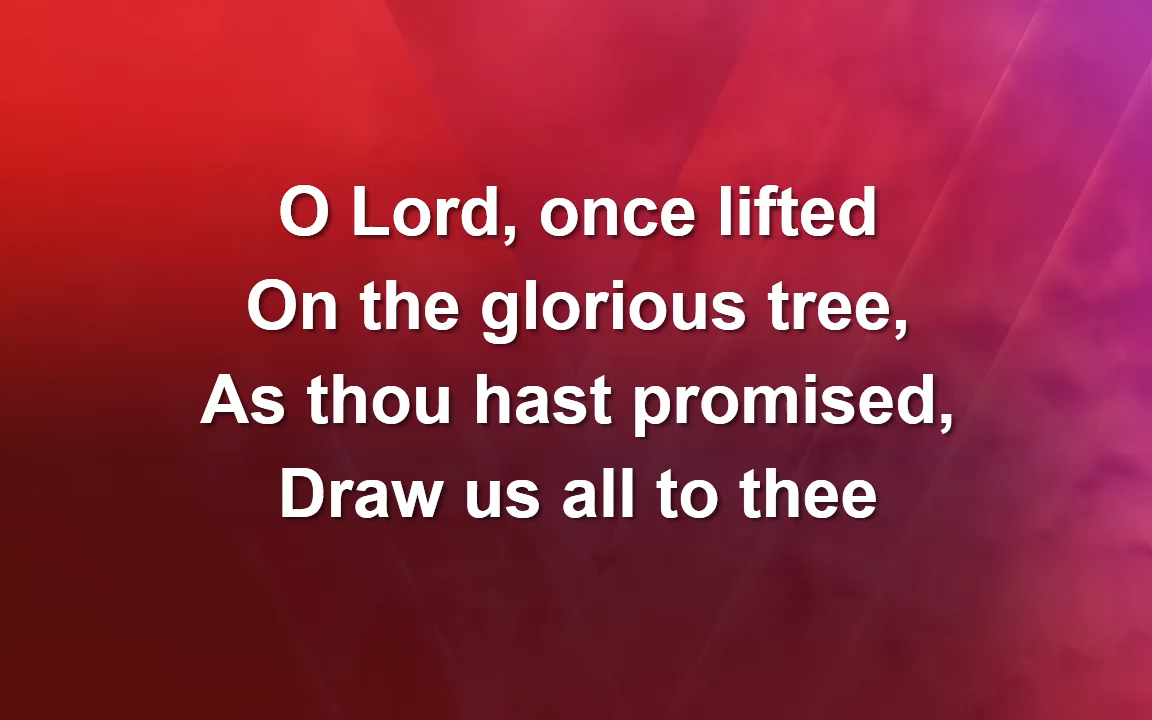 O Lord, once lifted
On the glorious tree,
As thou hast promised,
Draw us all to thee